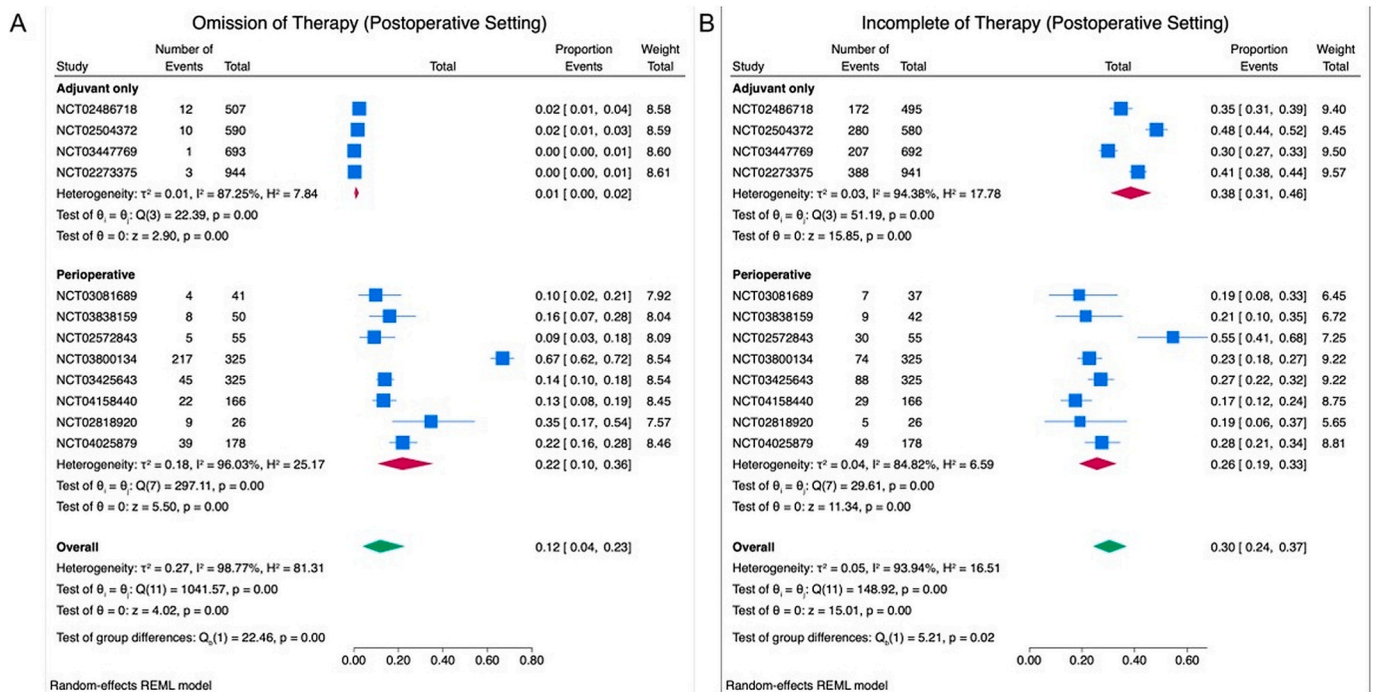 A
Omission of Therapy (Postoperative Setting)
Number of Proportion Weight
Study Events Total Total Events Total
Adjuvant only
NCT02486718 12 507 0.02 [ 0.01, 0.04] 8.58
NCT02504372 10 590 0.02 [ 0.01, 0.03] 8.59
NCT03447769 1 693 0.00 [ 0.00, 0.01] 8.60
NCT02273375 3 944 0.00 [ 0.00, 0.01] 8.61
Heterogeneity: τ² = 0.01, I² = 87.25%, H² = 7.84 0.01 [ 0.00, 0.02]
Test of θᵢ = θⱼ: Q(3) = 22.39, p = 0.00
Test of θ = 0: z = 2.90, p = 0.00
Perioperative
NCT03081689 4 41 0.10 [ 0.02, 0.21] 7.92
NCT03838159 8 50 0.16 [ 0.07, 0.28] 8.04
NCT02572843 5 55 0.09 [ 0.03, 0.18] 8.09
NCT03800134 217 325 0.67 [ 0.62, 0.72] 8.54
NCT03425643 45 325 0.14 [ 0.10, 0.18] 8.54
NCT04158440 22 166 0.13 [ 0.08, 0.19] 8.45
NCT02818920 9 26 0.35 [ 0.17, 0.54] 7.57
NCT04025879 39 178 0.22 [ 0.16, 0.28] 8.46
Heterogeneity: τ² = 0.18, I² = 96.03%, H² = 25.17 0.22 [ 0.10, 0.36]
Test of θᵢ = θⱼ: Q(7) = 297.11, p = 0.00
Test of θ = 0: z = 5.50, p = 0.00
Overall 0.12 [ 0.04, 0.23]
Heterogeneity: τ² = 0.27, I² = 98.77%, H² = 81.31
Test of θᵢ = θⱼ: Q(11) = 1041.57, p = 0.00
Test of θ = 0: z = 4.02, p = 0.00
Test of group differences: Q_b(1) = 22.46, p = 0.00
0.00 0.20 0.40 0.60 0.80
Random-effects REML model
B
Incomplete of Therapy (Postoperative Setting)
Number of Proportion Weight
Study Events Total Total Events Total
Adjuvant only
NCT02486718 172 495 0.35 [ 0.31, 0.39] 9.40
NCT02504372 280 580 0.48 [ 0.44, 0.52] 9.45
NCT03447769 207 692 0.30 [ 0.27, 0.33] 9.50
NCT02273375 388 941 0.41 [ 0.38, 0.44] 9.57
Heterogeneity: τ² = 0.03, I² = 94.38%, H² = 17.78 0.38 [ 0.31, 0.46]
Test of θᵢ = θⱼ: Q(3) = 51.19, p = 0.00
Test of θ = 0: z = 15.85, p = 0.00
Perioperative
NCT03081689 7 37 0.19 [ 0.08, 0.33] 6.45
NCT03838159 9 42 0.21 [ 0.10, 0.35] 6.72
NCT02572843 30 55 0.55 [ 0.41, 0.68] 7.25
NCT03800134 74 325 0.23 [ 0.18, 0.27] 9.22
NCT03425643 88 325 0.27 [ 0.22, 0.32] 9.22
NCT04158440 29 166 0.17 [ 0.12, 0.24] 8.75
NCT02818920 5 26 0.19 [ 0.06, 0.37] 5.65
NCT04025879 49 178 0.28 [ 0.21, 0.34] 8.81
Heterogeneity: τ² = 0.04, I² = 84.82%, H² = 6.59 0.26 [ 0.19, 0.33]
Test of θᵢ = θⱼ: Q(7) = 29.61, p = 0.00
Test of θ = 0: z = 11.34, p = 0.00
Overall 0.30 [ 0.24, 0.37]
Heterogeneity: τ² = 0.05, I² = 93.94%, H² = 16.51
Test of θᵢ = θⱼ: Q(11) = 148.92, p = 0.00
Test of θ = 0: z = 15.01, p = 0.00
Test of group differences: Q_b(1) = 5.21, p = 0.02
0.00 0.20 0.40 0.60
Random-effects REML model